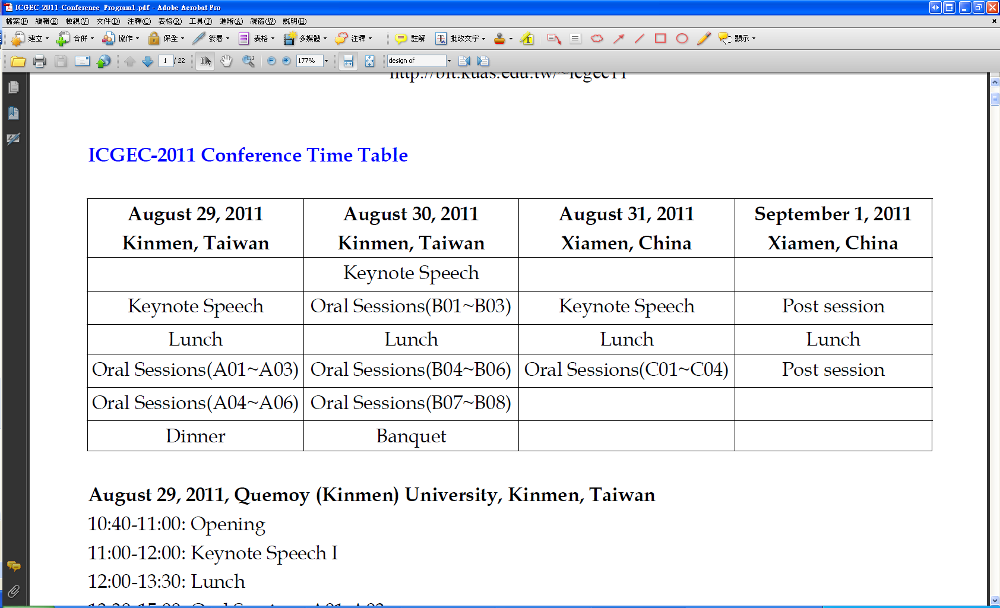 ICGEC-2011-Conference_Program1.pdf - Adobe Acrobat Pro
檔案(F) 編輯(E) 檢視(V) 文件(D) 注釋(C) 表格(R) 工具(T) 進階(A) 視窗(W) 說明(H)
建立 合併 協作 保全 簽署 表格 多媒體 注釋 註解 批改文字 顯示
1 / 22 177% design of
http://bit.kuas.edu.tw/~icgec11
ICGEC-2011 Conference Time Table
August 29, 2011 August 30, 2011 August 31, 2011 September 1, 2011
Kinmen, Taiwan Kinmen, Taiwan Xiamen, China Xiamen, China
Keynote Speech
Keynote Speech Oral Sessions(B01~B03) Keynote Speech Post session
Lunch Lunch Lunch Lunch
Oral Sessions(A01~A03) Oral Sessions(B04~B06) Oral Sessions(C01~C04) Post session
Oral Sessions(A04~A06) Oral Sessions(B07~B08)
Dinner Banquet
August 29, 2011, Quemoy (Kinmen) University, Kinmen, Taiwan
10:40-11:00: Opening
11:00-12:00: Keynote Speech I
12:00-13:30: Lunch